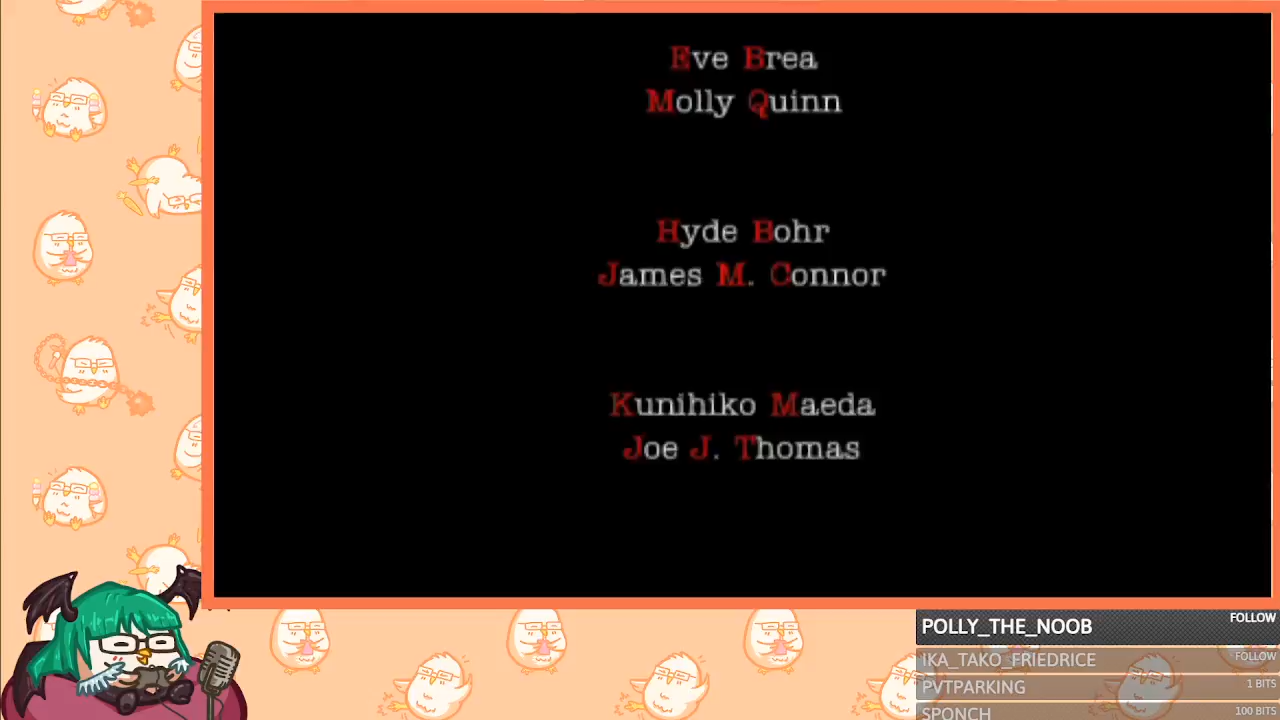 Eve Brea
Molly Quinn
Hyde Bohr
James M. Connor
Kunihiko Maeda
Joe J. Thomas
POLLY_THE_NOOB FOLLOW
IKA_TAKO_FRIEDRICE FOLLOW
PVTPARKING 1 BITS
SPONCH 100 BITS